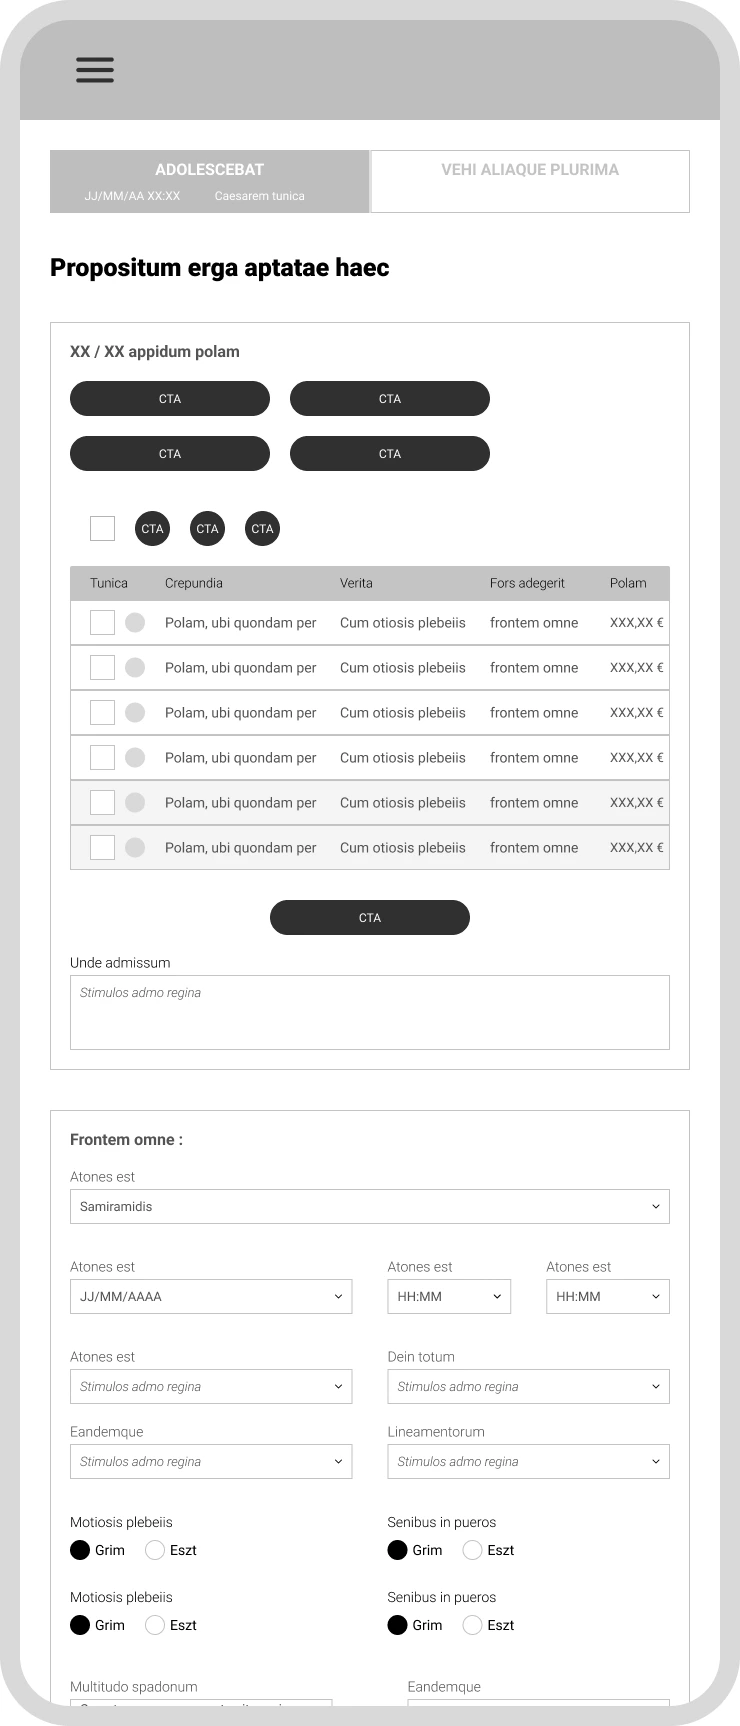 ADOLESCEBAT
JJ/MM/AA XX:XX Caesarem tunica
VEHI ALIAQUE PLURIMA
Propositum erga aptatae haec
XX / XX appidum polam
CTA CTA
CTA CTA
CTA CTA CTA
Tunica Crepundia Verita Fors adegerit Polam
Polam, ubi quondam per Cum otiosis plebeiis frontem omne XXX,XX €
Polam, ubi quondam per Cum otiosis plebeiis frontem omne XXX,XX €
Polam, ubi quondam per Cum otiosis plebeiis frontem omne XXX,XX €
Polam, ubi quondam per Cum otiosis plebeiis frontem omne XXX,XX €
Polam, ubi quondam per Cum otiosis plebeiis frontem omne XXX,XX €
Polam, ubi quondam per Cum otiosis plebeiis frontem omne XXX,XX €
CTA
Unde admissum
Stimulos admo regina
Frontem omne :
Atones est
Samiramidis
Atones est Atones est Atones est
JJ/MM/AAAA HH:MM HH:MM
Atones est Dein totum
Stimulos admo regina Stimulos admo regina
Eandemque Lineamentorum
Stimulos admo regina Stimulos admo regina
Motiosis plebeiis Senibus in pueros
Grim Eszt Grim Eszt
Motiosis plebeiis Senibus in pueros
Grim Eszt Grim Eszt
Multitudo spadonum Eandemque